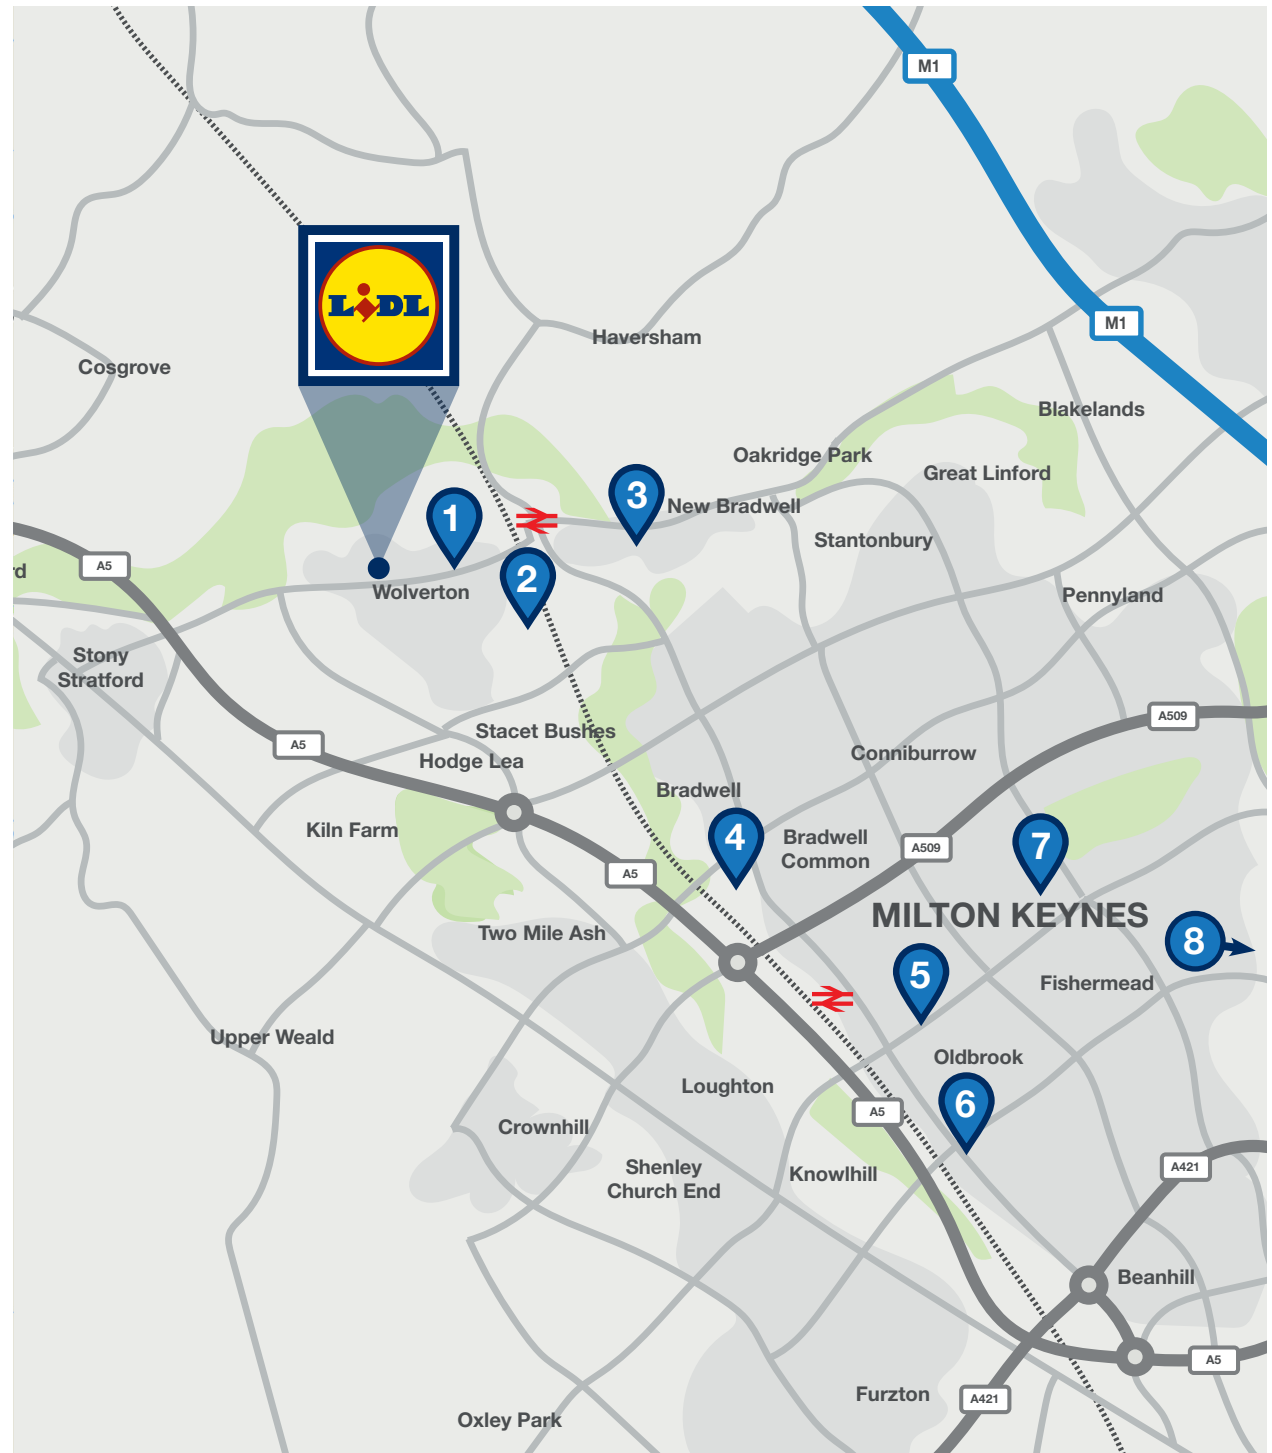 M1
LiDL
M1
Haversham
Cosgrove
Blakelands
Oakridge Park
Great Linford
3
1
New Bradwell
Stantonbury
A5
rd
2
Wolverton
Pennyland
Stony
Stratford
A509
Stacet Bushes
A5
Hodge Lea
Conniburrow
Bradwell
Kiln Farm
4
Bradwell
Common
A509
7
A5
MILTON KEYNES
Two Mile Ash
8
5
Fishermead
Upper Weald
Oldbrook
Loughton
6
A5
Crownhill
Shenley
Church End
Knowlhill
A421
Beanhill
A5
Furzton
A421
Oxley Park